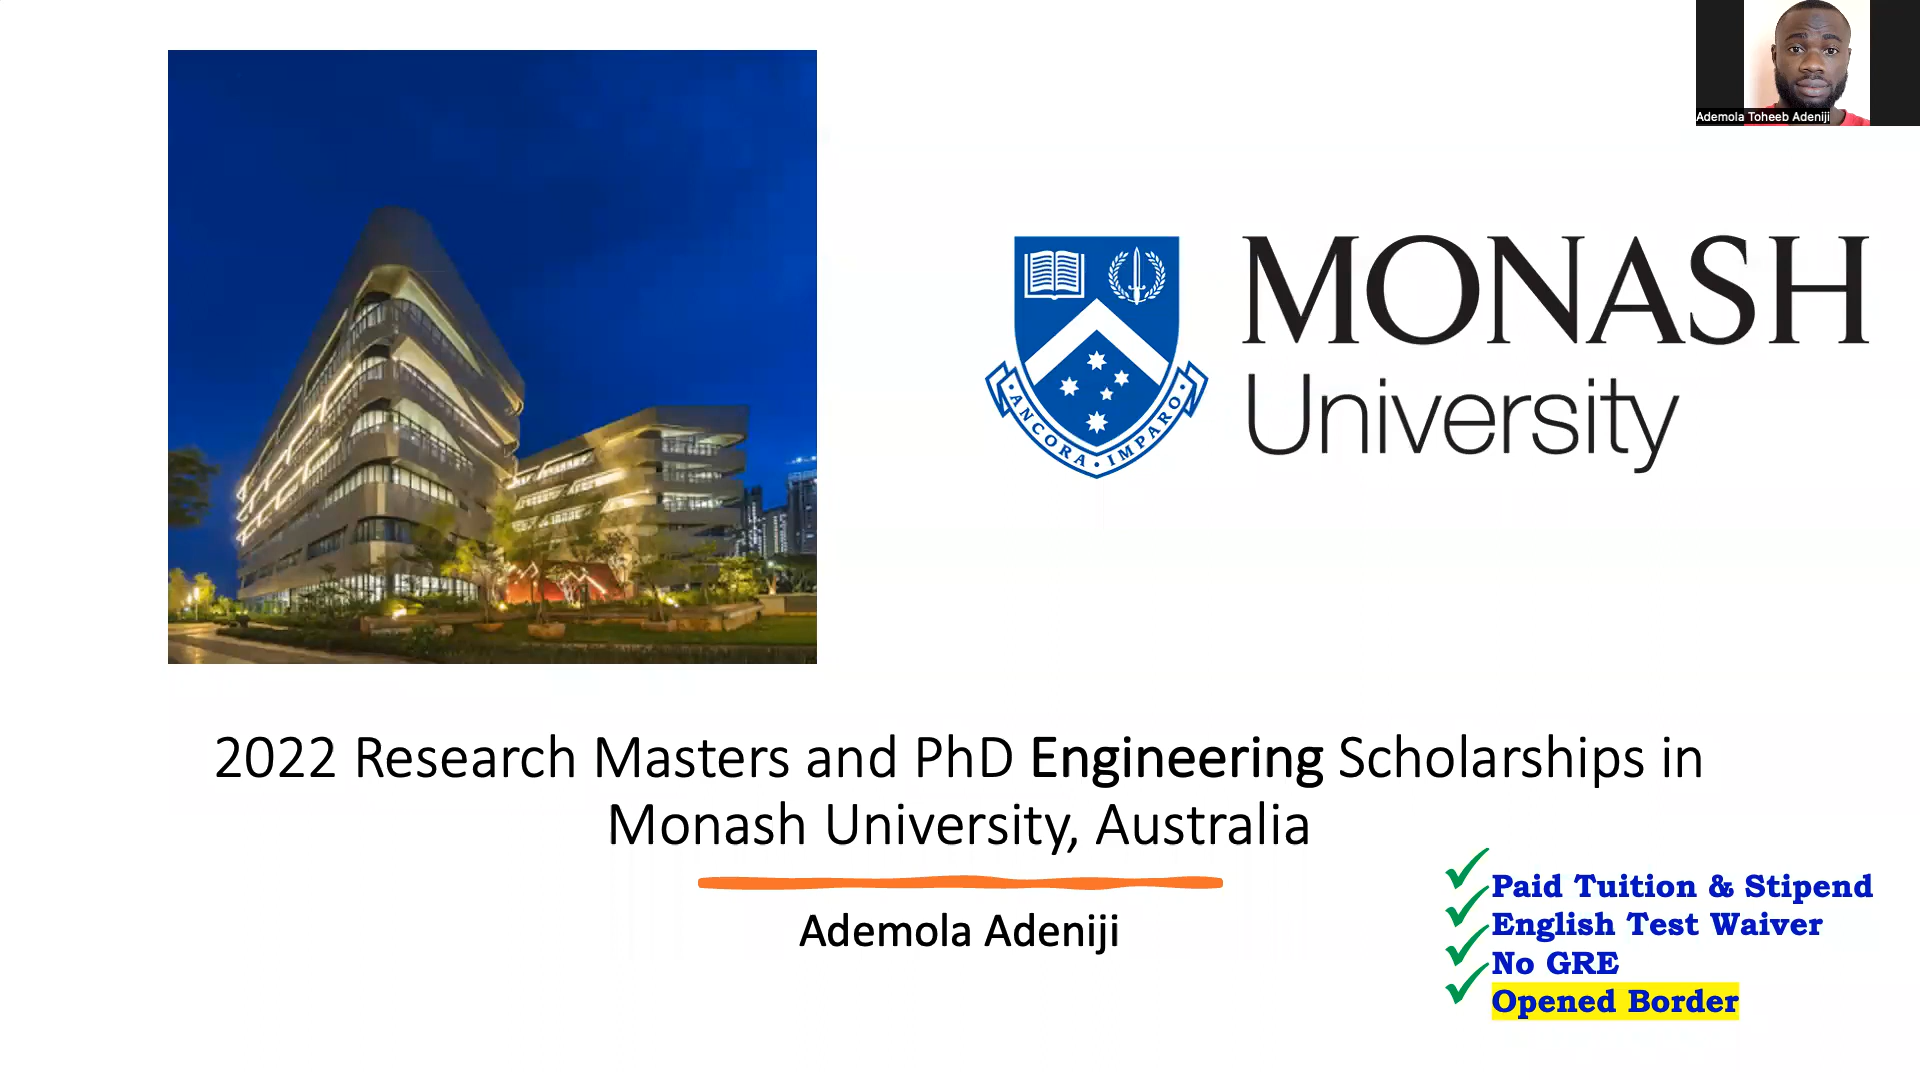 Ademola Toheeb Adeniji
MONASH
University
ANCORA · IMPARO
2022 Research Masters and PhD Engineering Scholarships in
Monash University, Australia
Ademola Adeniji
Paid Tuition & Stipend
English Test Waiver
No GRE
Opened Border